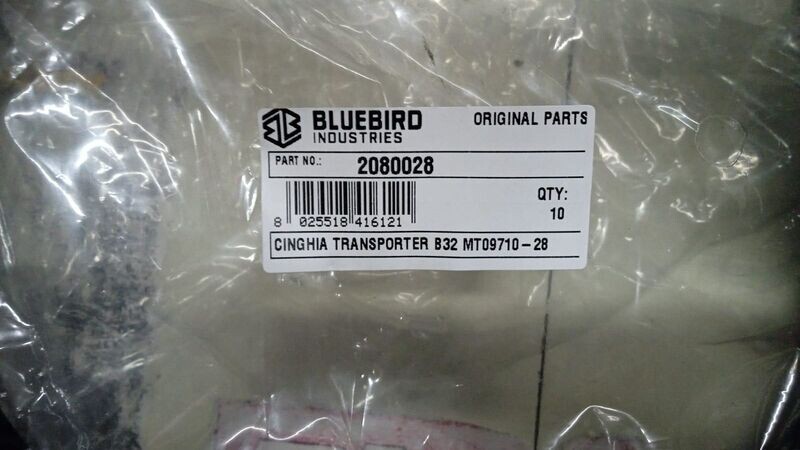 BLUEBIRD
INDUSTRIES
ORIGINAL PARTS
PART NO.: 2080028
QTY:
10
8 025518 416121
CINGHIA TRANSPORTER B32 MT09710-28